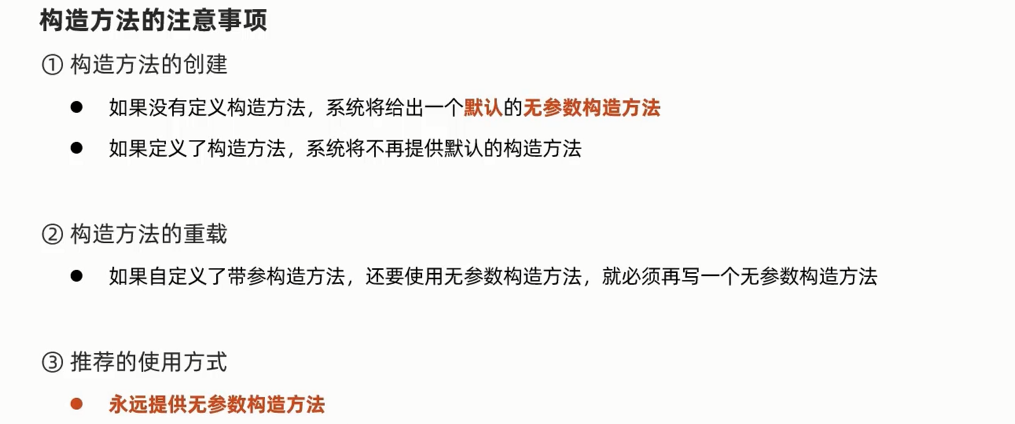 构造方法的注意事项
① 构造方法的创建
● 如果没有定义构造方法，系统将给出一个默认的无参数构造方法
● 如果定义了构造方法，系统将不再提供默认的构造方法
② 构造方法的重载
● 如果自定义了带参构造方法，还要使用无参数构造方法，就必须再写一个无参数构造方法
③ 推荐的使用方式
● 永远提供无参数构造方法